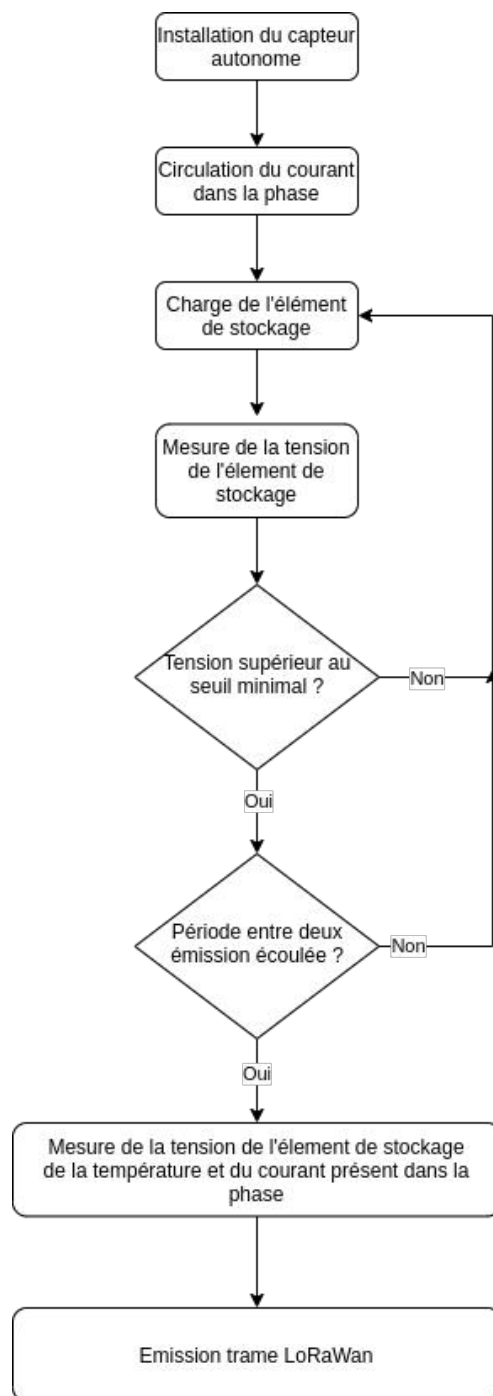 Installation du capteur
autonome
Circulation du courant
dans la phase
Charge de l'élément
de stockage
Mesure de la tension
de l'élement de
stockage
Tension supérieur au
seuil minimal ?
Non
Oui
Période entre deux
émission écoulée ?
Non
Oui
Mesure de la tension de l'élement de stockage
de la température et du courant présent dans la
phase
Emission trame LoRaWan